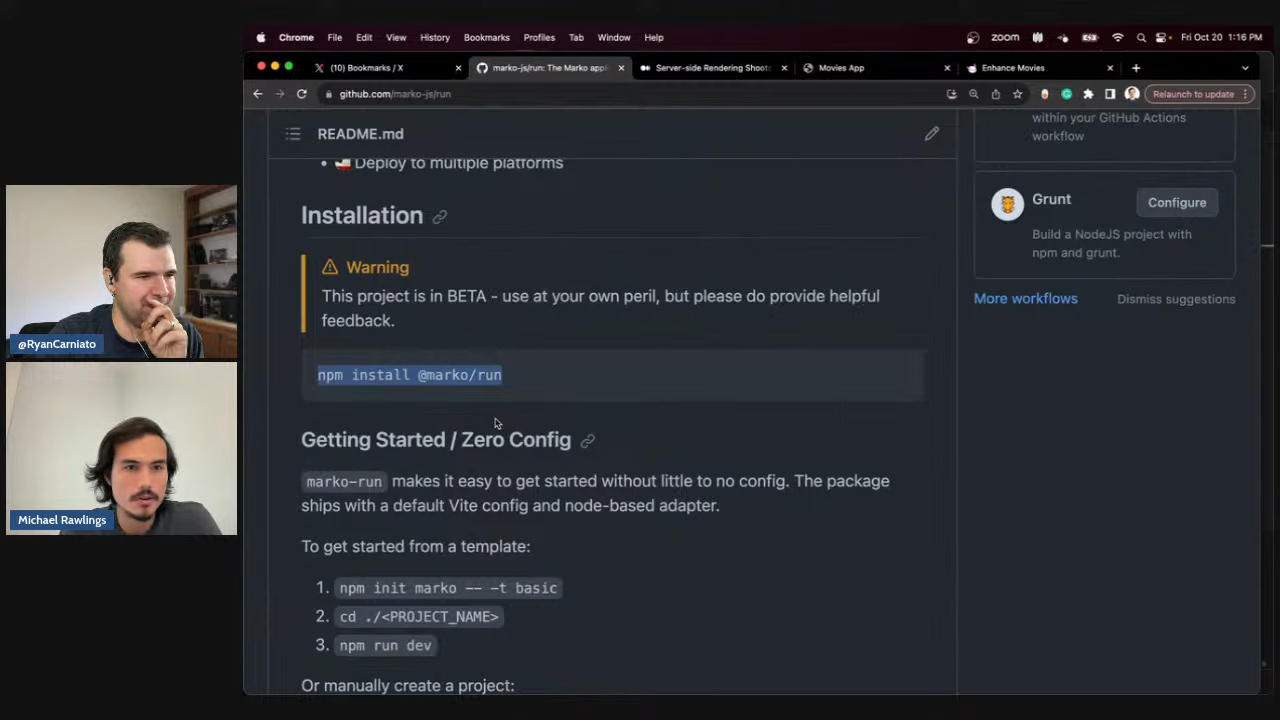 Chrome File Edit View History Bookmarks Profiles Tab Window Help zoom Fri Oct 20 1:16 PM
(10) Bookmarks / X marko-js/run: The Marko appl Server-side Rendering Shoot Movies App Enhance Movies
github.com/marko-js/run Relaunch to update
README.md
within your GitHub Actions
workflow
Deploy to multiple platforms
Installation
Grunt Configure
Build a NodeJS project with
npm and grunt.
Warning
This project is in BETA - use at your own peril, but please do provide helpful
feedback.
More workflows Dismiss suggestions
npm install @marko/run
Getting Started / Zero Config
marko-run makes it easy to get started without little to no config. The package
ships with a default Vite config and node-based adapter.
To get started from a template:
1. npm init marko -- -t basic
2. cd ./<PROJECT_NAME>
3. npm run dev
Or manually create a project:
@RyanCarniato
Michael Rawlings